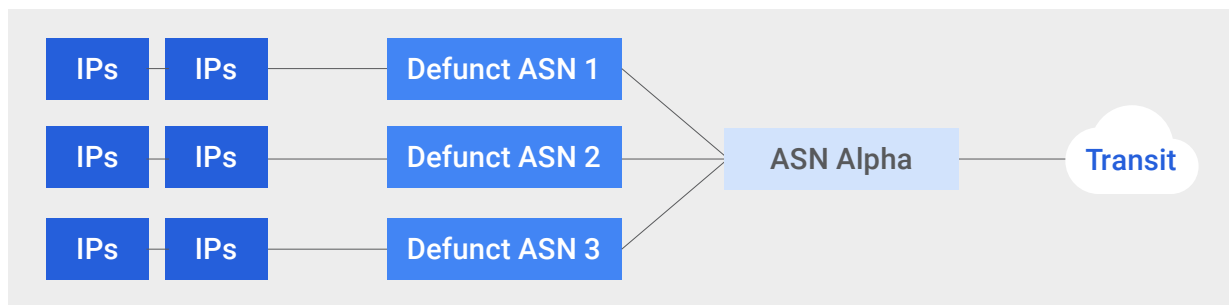 IPs IPs Defunct ASN 1
IPs IPs Defunct ASN 2 ASN Alpha Transit
IPs IPs Defunct ASN 3